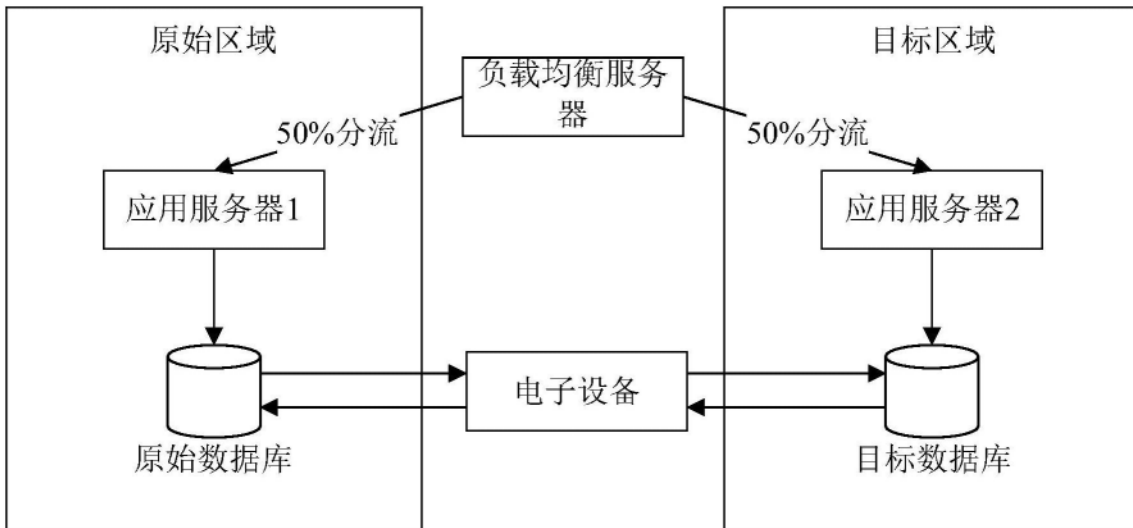 原始区域
目标区域
负载均衡服务
器
50%分流
50%分流
应用服务器1
应用服务器2
电子设备
原始数据库
目标数据库